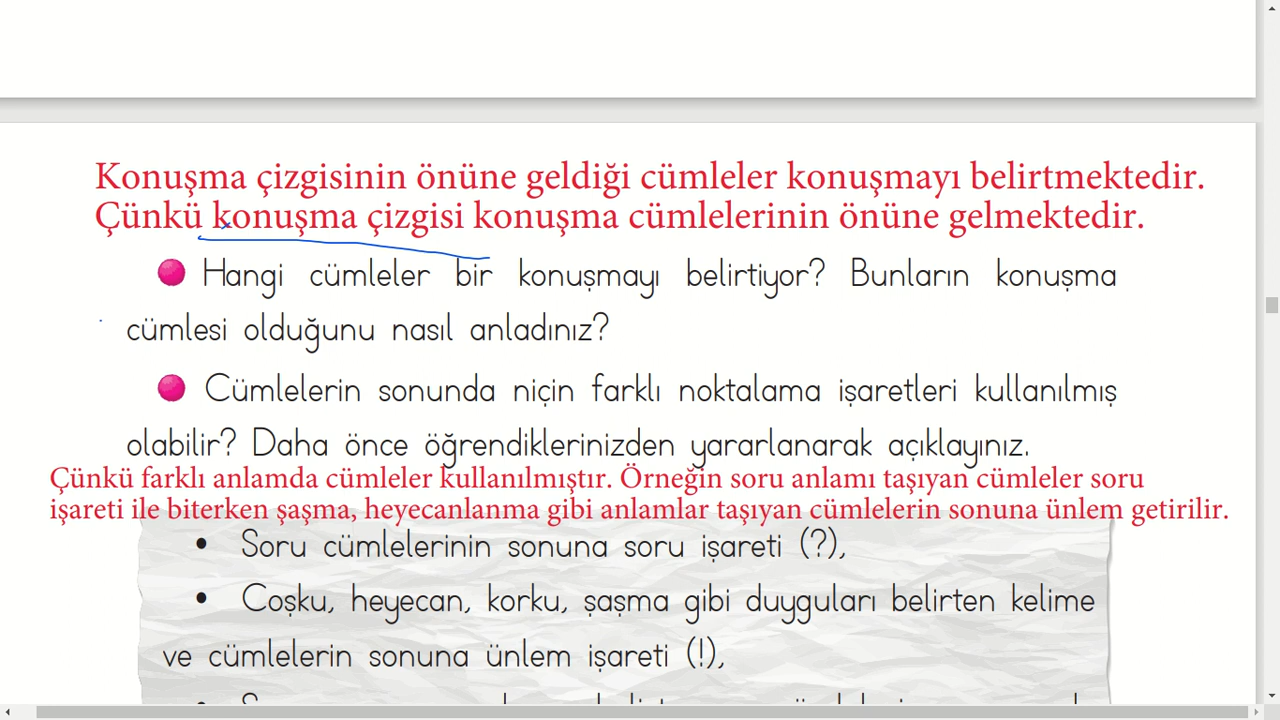 Konuşma çizgisinin önüne geldiği cümleler konuşmayı belirtmektedir.
Çünkü konuşma çizgisi konuşma cümlelerinin önüne gelmektedir.
Hangi cümleler bir konuşmayı belirtiyor? Bunların konuşma
cümlesi olduğunu nasıl anladınız?
Cümlelerin sonunda niçin farklı noktalama işaretleri kullanılmış
olabilir? Daha önce öğrendiklerinizden yararlanarak açıklayınız.
Çünkü farklı anlamda cümleler kullanılmıştır. Örneğin soru anlamı taşıyan cümleler soru
işareti ile biterken şaşma, heyecanlanma gibi anlamlar taşıyan cümlelerin sonuna ünlem getirilir.
• Soru cümlelerinin sonuna soru işareti (?),
• Coşku, heyecan, korku, şaşma gibi duyguları belirten kelime
ve cümlelerin sonuna ünlem işareti (!),